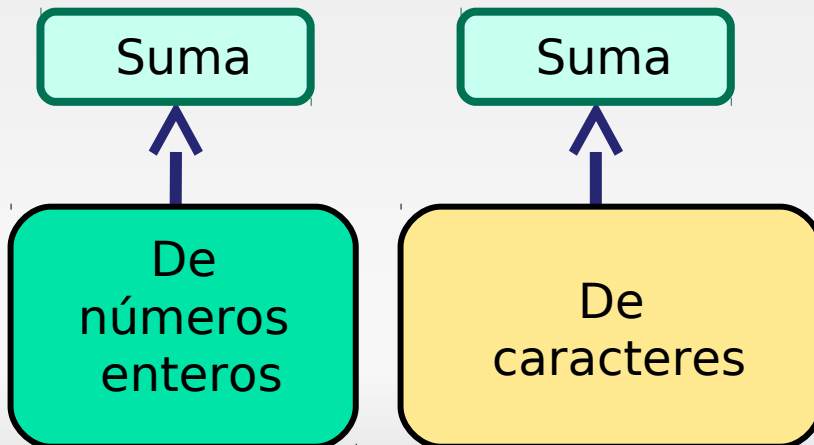 Suma
Suma
De
números
enteros
De
caracteres